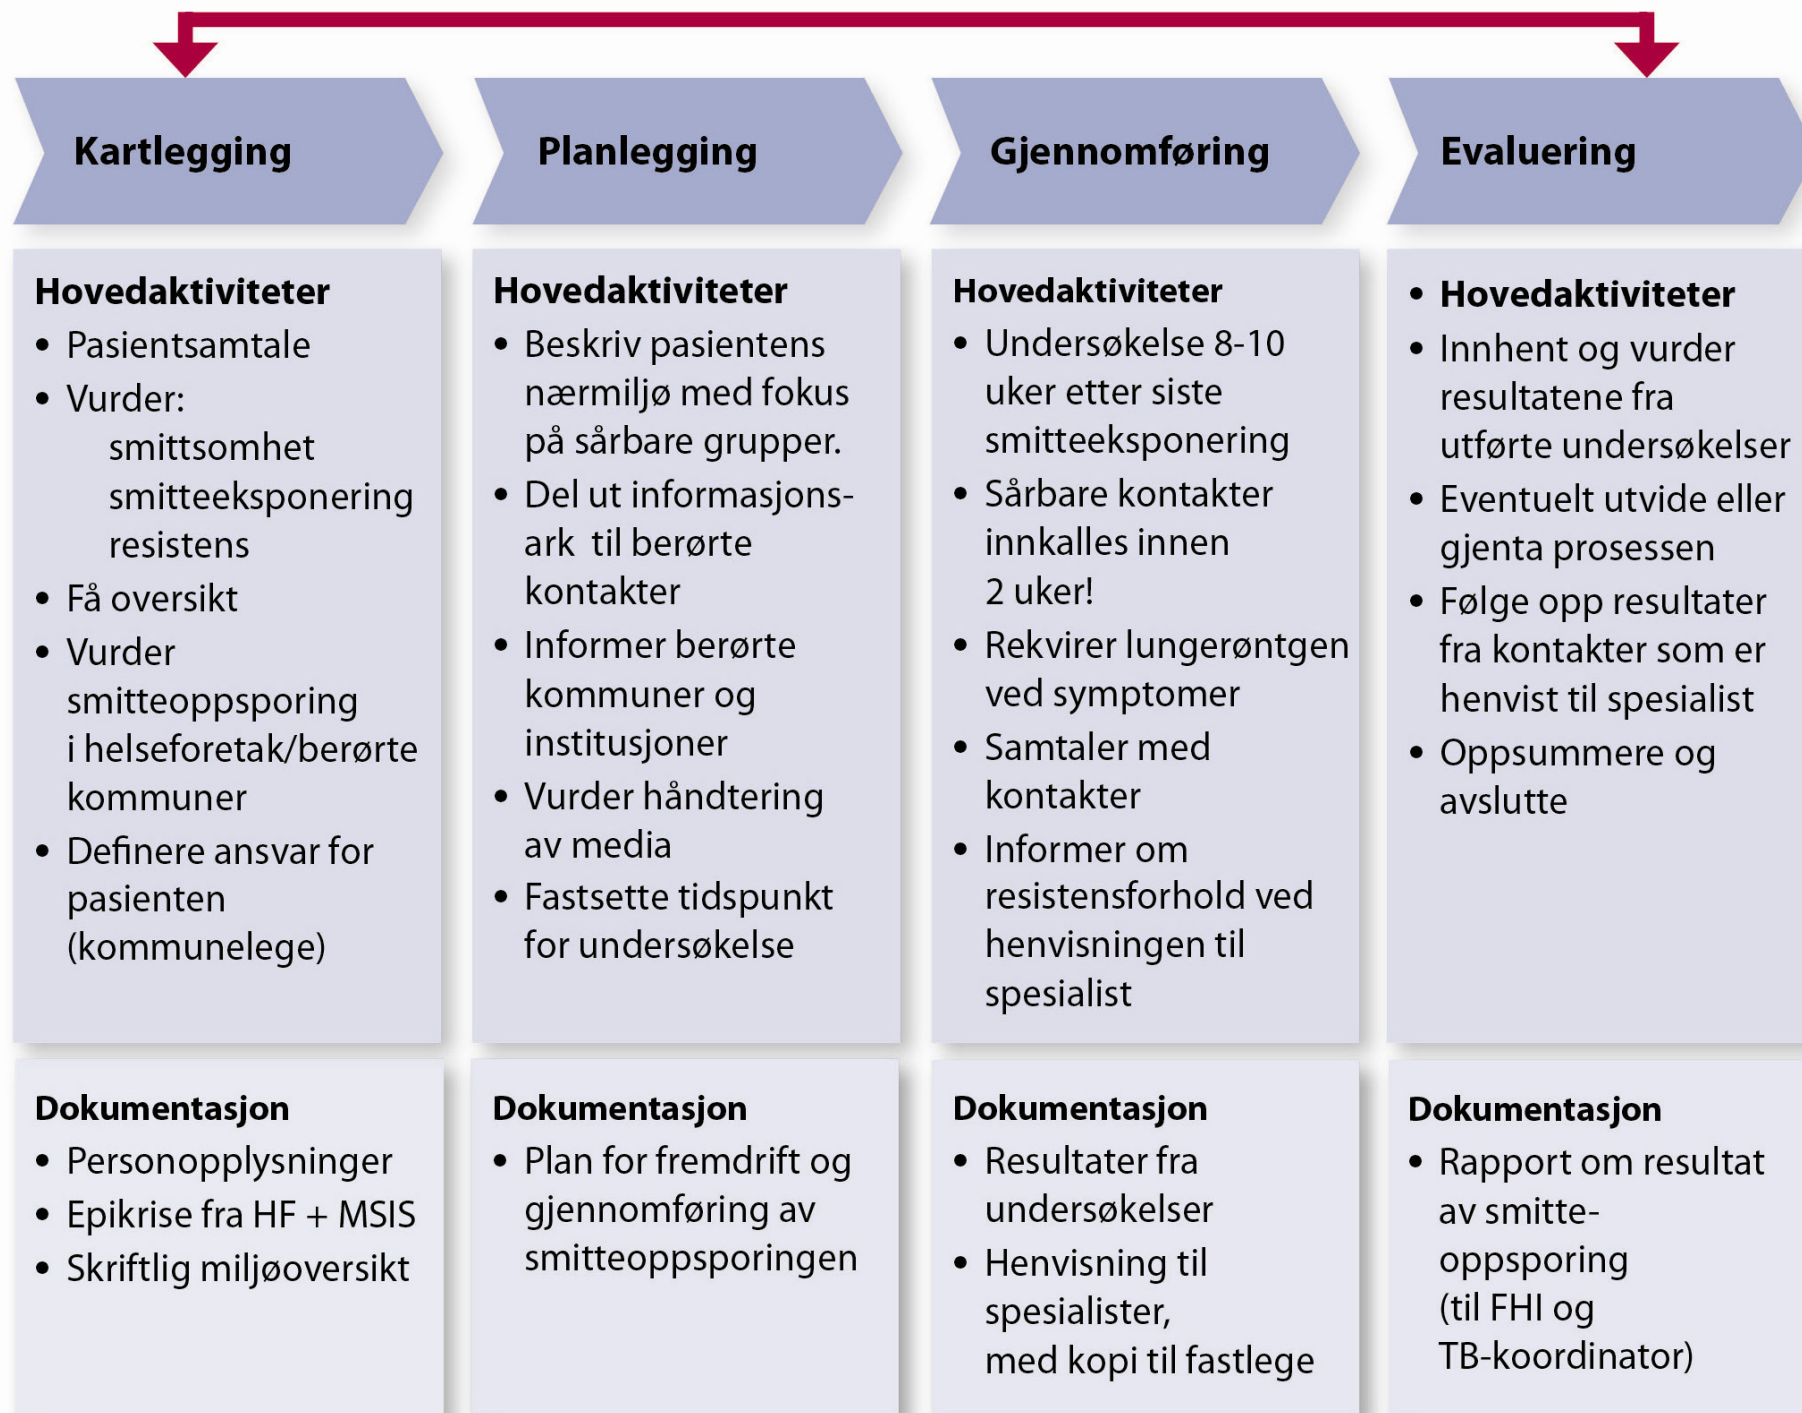 Kartlegging
Planlegging
Gjennomføring
Evaluering
Hovedaktiviteter
• Pasientsamtale
• Vurder:
smittsomhet
smitteeksponering
resistens
• Få oversikt
• Vurder
smitteoppsporing
i helseforetak/berørte
kommuner
• Definere ansvar for
pasienten
(kommunelege)
Hovedaktiviteter
• Beskriv pasientens
nærmiljø med fokus
på sårbare grupper.
• Del ut informasjons-
ark til berørte
kontakter
• Informer berørte
kommuner og
institusjoner
• Vurder håndtering
av media
• Fastsette tidspunkt
for undersøkelse
Hovedaktiviteter
• Undersøkelse 8-10
uker etter siste
smitteeksponering
• Sårbare kontakter
innkalles innen
2 uker!
• Rekvirer lungerøntgen
ved symptomer
• Samtaler med
kontakter
• Informer om
resistensforhold ved
henvisningen til
spesialist
• Hovedaktiviteter
• Innhent og vurder
resultatene fra
utførte undersøkelser
• Eventuelt utvide eller
gjenta prosessen
• Følge opp resultater
fra kontakter som er
henvist til spesialist
• Oppsummere og
avslutte
Dokumentasjon
• Personopplysninger
• Epikrise fra HF + MSIS
• Skriftlig miljøoversikt
Dokumentasjon
• Plan for fremdrift og
gjennomføring av
smitteoppsporingen
Dokumentasjon
• Resultater fra
undersøkelser
• Henvisning til
spesialister,
med kopi til fastlege
Dokumentasjon
• Rapport om resultat
av smitte-
oppsporing
(til FHI og
TB-koordinator)